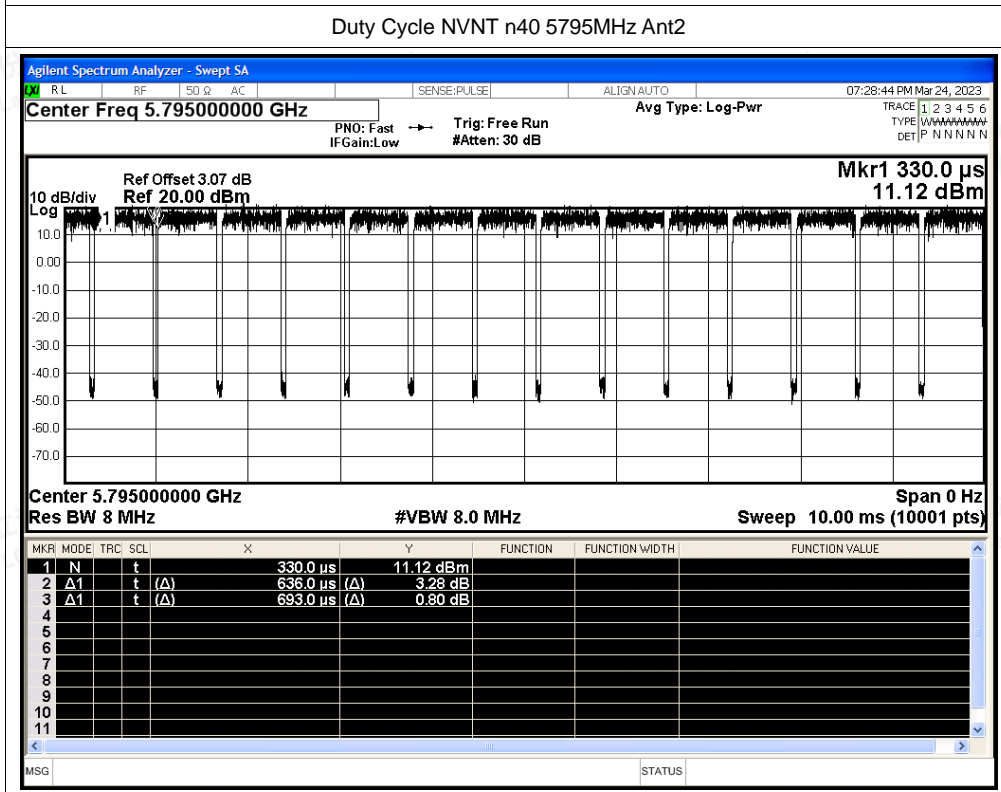 Duty Cycle NVNT n40 5795MHz Ant2
Agilent Spectrum Analyzer - Swept SA
LXI RL RF 50 Ω AC SENSE:PULSE ALIGN AUTO 07:28:44 PM Mar 24, 2023
Center Freq 5.795000000 GHz Avg Type: Log-Pwr TRACE 1 2 3 4 5 6
PNO: Fast Trig: Free Run TYPE WWWWWW
IFGain:Low #Atten: 30 dB DET P N N N N N
Mkr1 330.0 µs
Ref Offset 3.07 dB
10 dB/div Ref 20.00 dBm 11.12 dBm
Log
1
10.0
0.00
-10.0
-20.0
-30.0
-40.0
-50.0
-60.0
-70.0
Center 5.795000000 GHz Span 0 Hz
Res BW 8 MHz #VBW 8.0 MHz Sweep 10.00 ms (10001 pts)
MKR MODE TRC SCL X Y FUNCTION FUNCTION WIDTH FUNCTION VALUE
1 N t 330.0 µs 11.12 dBm
2 Δ1 t (Δ) 636.0 µs (Δ) 3.28 dB
3 Δ1 t (Δ) 693.0 µs (Δ) 0.80 dB
4
5
6
7
8
9
10
11
MSG STATUS